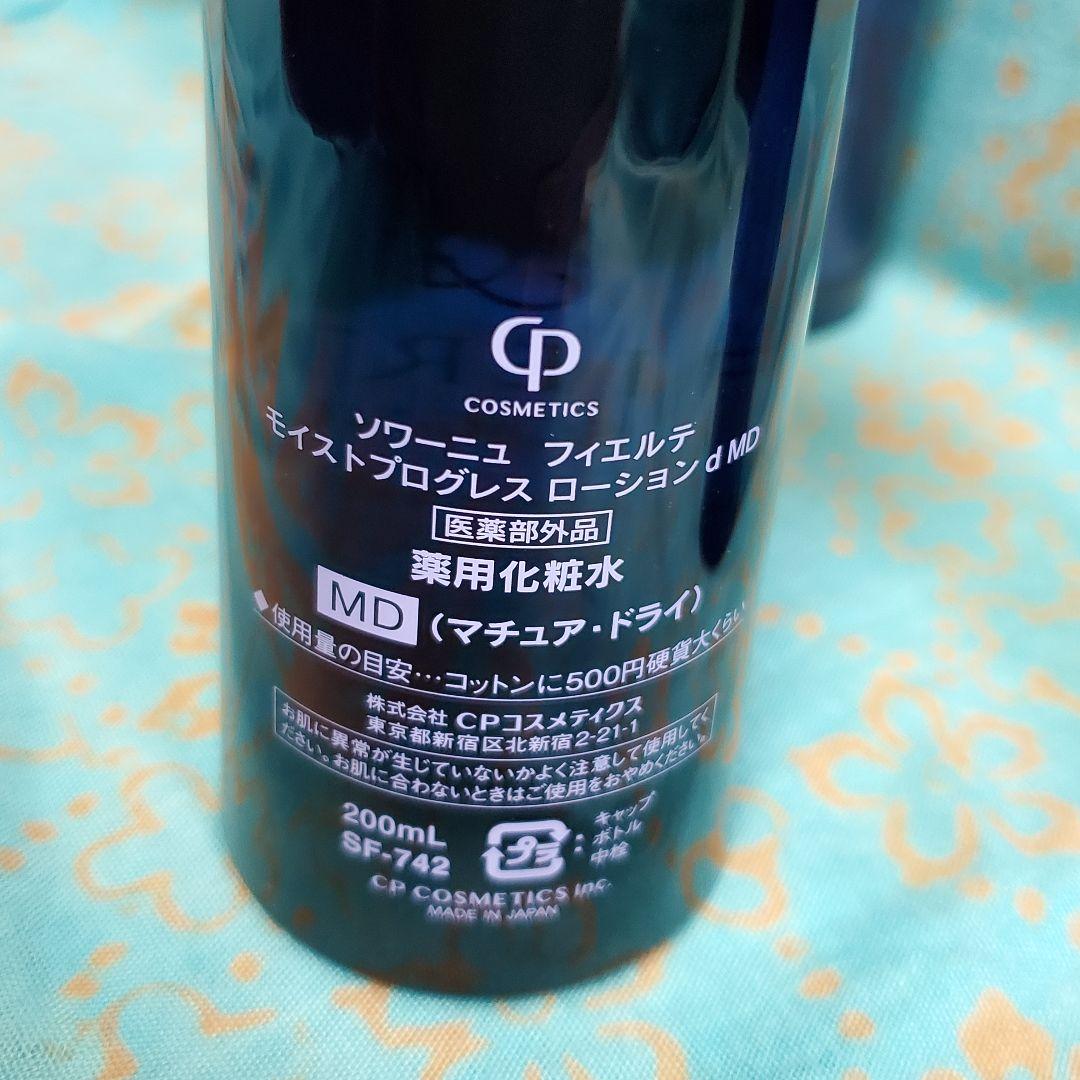 CP
COSMETICS
ソワーニュ フィエルテ
モイストプログレス ローション d MD
医薬部外品
薬用化粧水
MD (マチュア・ドライ)
◆使用量の目安…コットンに500円硬貨大くらい
株式会社 CPコスメティクス
東京都新宿区北新宿2-21-1
お肌に異常が生じていないかよく注意して使用してく
ださい。お肌に合わないときはご使用をおやめください。
200mL
SF-742
プラ
: キャップ
ボトル
中栓
CP COSMETICS Inc.
MADE IN JAPAN